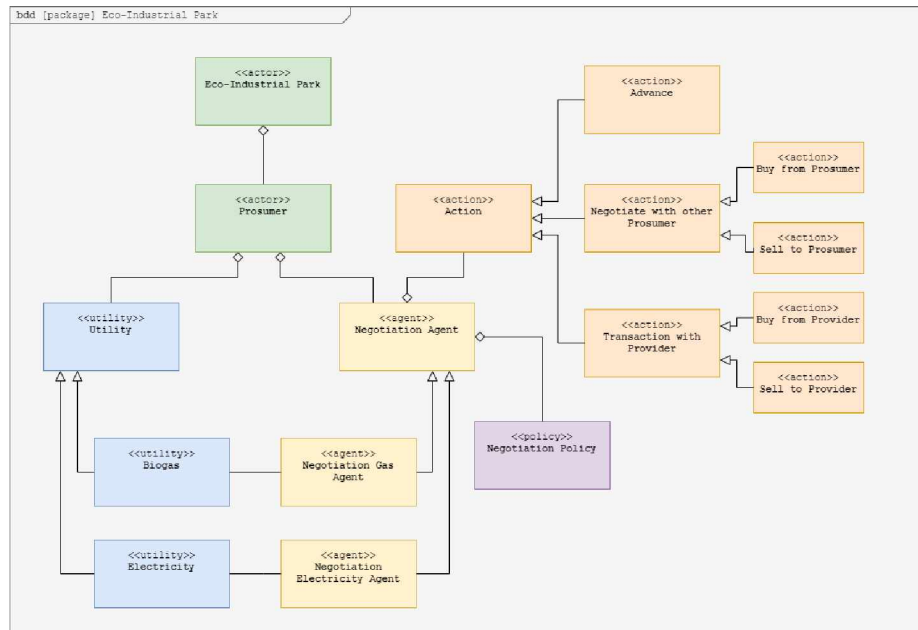 bdd [package] Eco-Industrial Park
<<actor>>
Eco-Industrial Park
<<action>>
Advance
<<action>>
Buy from Prosumer
<<actor>>
Prosumer
<<action>>
Action
<<action>>
Negotiate with other
Prosumer
<<action>>
Sell to Prosumer
<<utility>>
Utility
<<agent>>
Negotiation Agent
<<action>>
Transaction with
Provider
<<action>>
Buy from Provider
<<action>>
Sell to Provider
<<policy>>
Negotiation Policy
<<utility>>
Biogas
<<agent>>
Negotiation Gas
Agent
<<utility>>
Electricity
<<agent>>
Negotiation
Electricity Agent